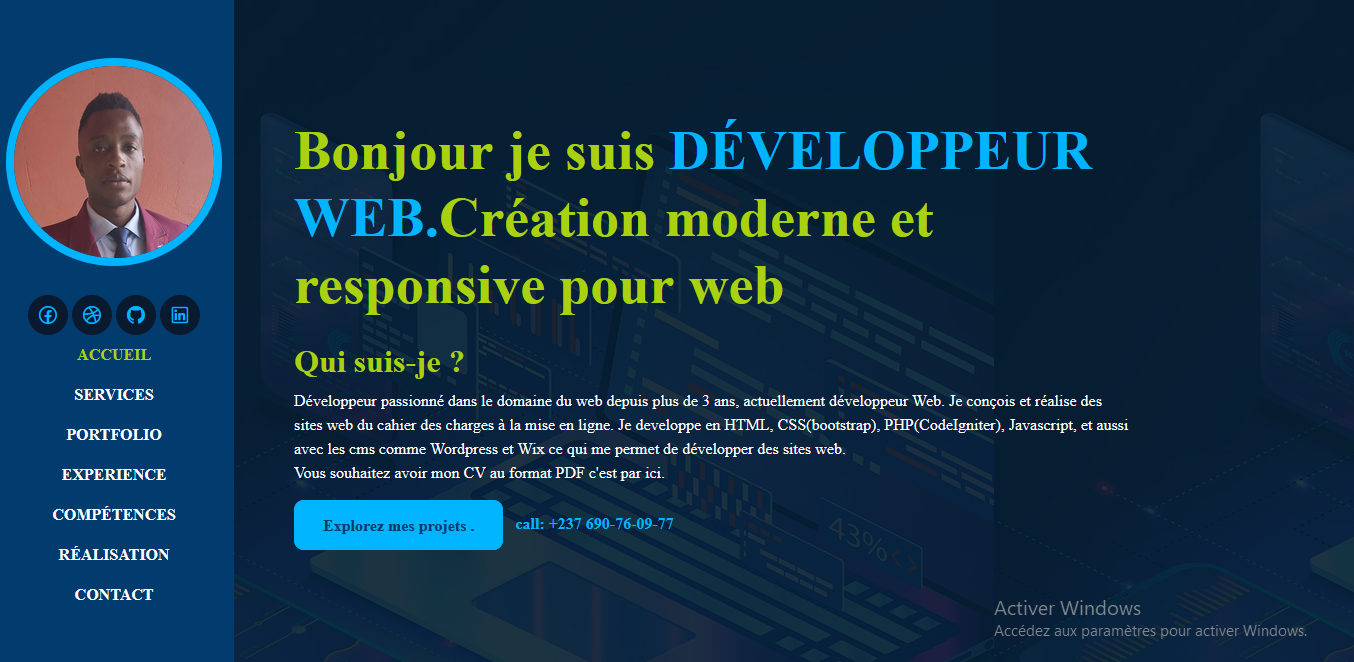 ACCUEIL
SERVICES
PORTFOLIO
EXPERIENCE
COMPÉTENCES
RÉALISATION
CONTACT
Bonjour je suis DÉVELOPPEUR
WEB.Création moderne et
responsive pour web
Qui suis-je ?
Développeur passionné dans le domaine du web depuis plus de 3 ans, actuellement développeur Web. Je conçois et réalise des
sites web du cahier des charges à la mise en ligne. Je developpe en HTML, CSS(bootstrap), PHP(CodeIgniter), Javascript, et aussi
avec les cms comme Wordpress et Wix ce qui me permet de développer des sites web.
Vous souhaitez avoir mon CV au format PDF c'est par ici.
Explorez mes projets .
call: +237 690-76-09-77
43%<>
Activer Windows
Accédez aux paramètres pour activer Windows.